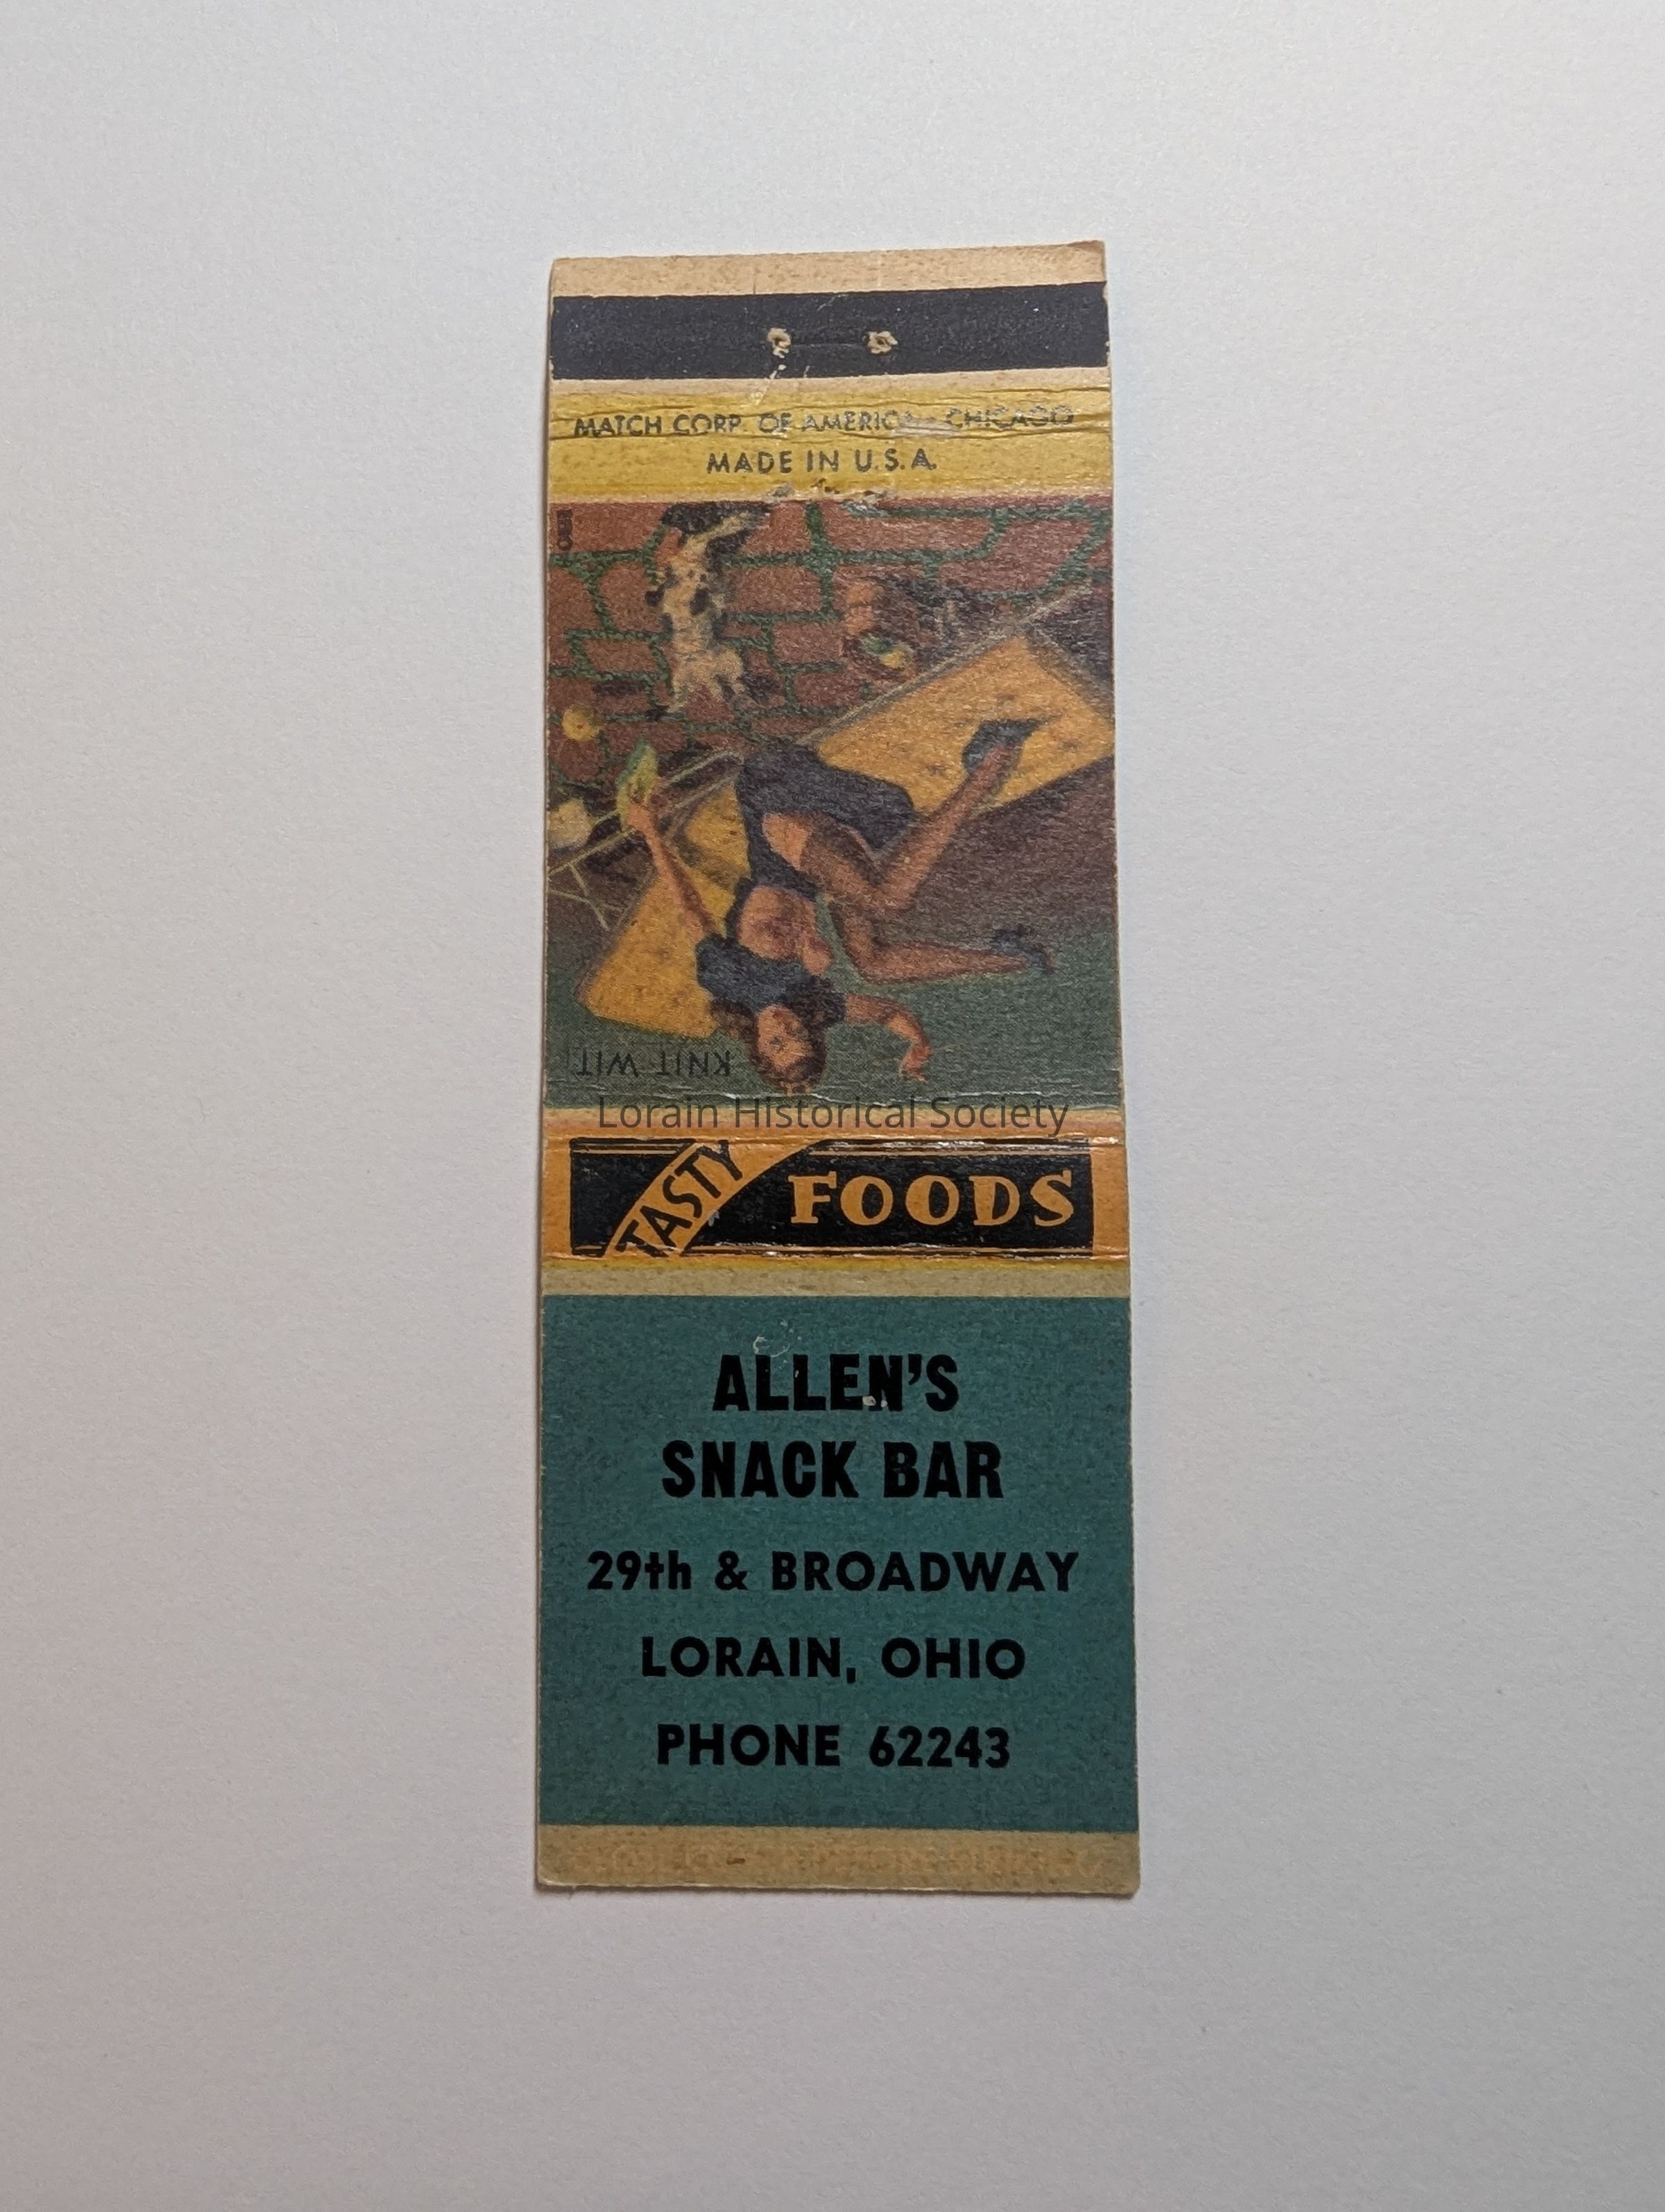 MATCH CORP. OF AMERICA - CHICAGO
MADE IN U.S.A.
KNIT WIT
Lorain Historical Society
TASTY FOODS
ALLEN'S
SNACK BAR
29th & BROADWAY
LORAIN, OHIO
PHONE 62243